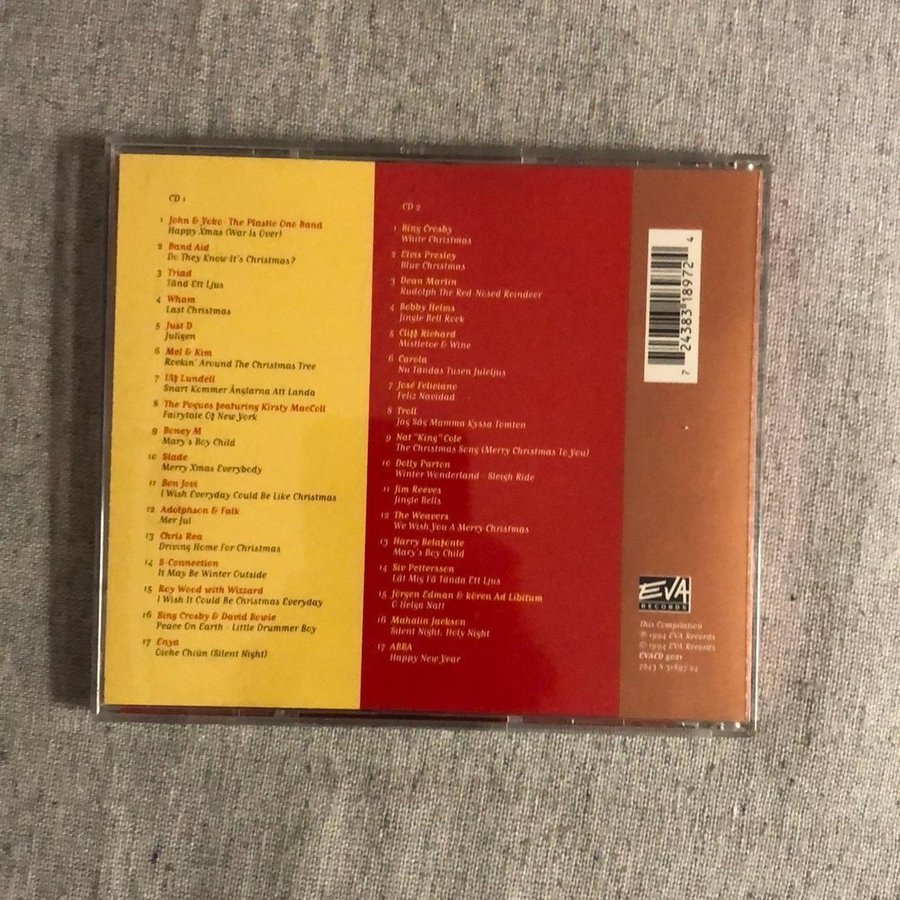 CD 1
1 John & Yoko - The Plastic Ono Band
Happy Xmas (War Is Over)
2 Band Aid
Do They Know It's Christmas?
3 Triad
Tänd Ett Ljus
4 Wham
Last Christmas
5 Just D
Juligen
6 Mel & Kim
Rockin' Around The Christmas Tree
7 Ulf Lundell
Snart Kommer Änglarna Att Landa
8 The Pogues featuring Kirsty MacColl
Fairytale Of New York
9 Boney M
Mary's Boy Child
10 Slade
Merry Xmas Everybody
11 Bon Jovi
I Wish Everyday Could Be Like Christmas
12 Adolphson & Falk
Mer Jul
13 Chris Rea
Driving Home For Christmas
14 S-Connection
It May Be Winter Outside
15 Roy Wood with Wizzard
I Wish It Could Be Christmas Everyday
16 Bing Crosby & David Bowie
Peace On Earth - Little Drummer Boy
17 Enya
Oiche Chiún (Silent Night)
CD 2
1 Bing Crosby
White Christmas
2 Elvis Presley
Blue Christmas
3 Dean Martin
Rudolph The Red-Nosed Reindeer
4 Bobby Helms
Jingle Bell Rock
5 Cliff Richard
Mistletoe & Wine
6 Carola
Nu Tändas Tusen Juleljus
7 José Feliciano
Feliz Navidad
8 Troll
Jag Såg Mamma Kyssa Tomten
9 Nat "King" Cole
The Christmas Song (Merry Christmas To You)
10 Dolly Parton
Winter Wonderland - Sleigh Ride
11 Jim Reeves
Jingle Bells
12 The Weavers
We Wish You A Merry Christmas
13 Harry Belafonte
Mary's Boy Child
14 Siv Pettersson
Låt Mig Få Tända Ett Ljus
15 Jörgen Edman & kören Ad Libitum
O Helga Natt
16 Mahalia Jackson
Silent Night, Holy Night
17 ABBA
Happy New Year
7 24383 18972 4
EVA
RECORDS
This Compilation
℗ 1994 EVA Records
© 1994 EVA Records
EVACD 5021
7243 8 31897 24